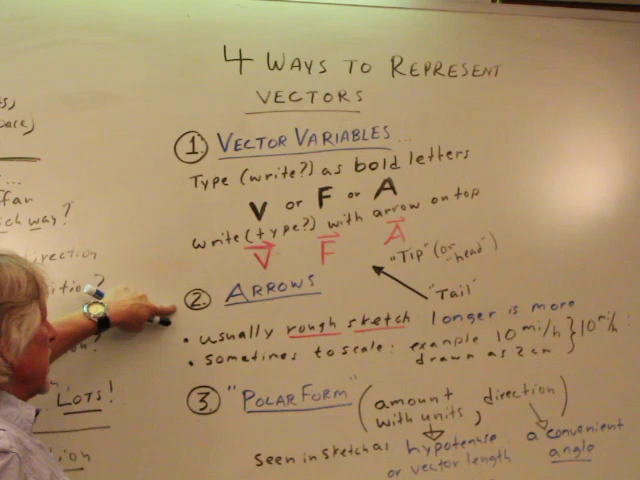 4 WAYS TO REPRESENT
VECTORS
1. VECTOR VARIABLES...
Type (write?) as bold letters
V or F or A
write (type?) with arrow on top
V F A
"Tip" (or "head")
"Tail"
2. ARROWS
• usually rough sketch longer is more
• sometimes to scale: example 10 mi/h } 10 mi/h
drawn as 2 cm
3. "POLAR FORM" (amount with units, direction)
Seen in sketch as hypotenuse or vector length
a convenient angle
way?
LOTS!